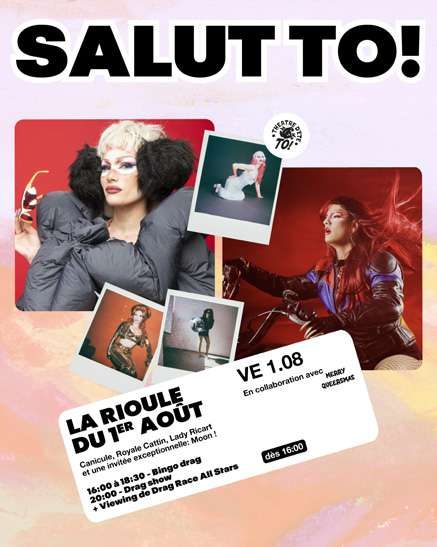 SALUT TO!
THEATRE D'ETE
TO!
VE 1.08
En collaboration avec MERRY
QUEERSMAS
LA RIOULE
DU 1ER AOÛT
Canicule, Royale Cattin, Lady Ricart
et une invitée exceptionnelle: Moon !
dès 16:00
16:00 à 18:30 - Bingo drag
20:00 - Drag show
+ Viewing de Drag Race All Stars